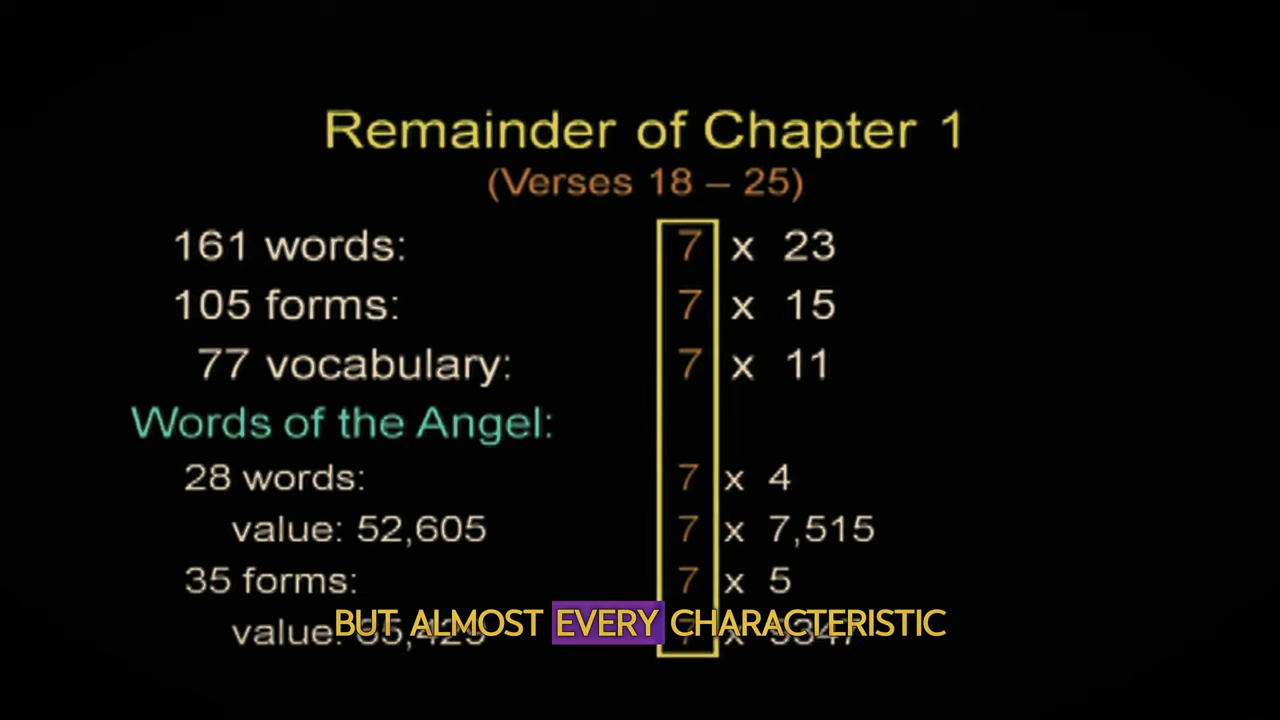 Remainder of Chapter 1
(Verses 18 – 25)
161 words: 7 x 23
105 forms: 7 x 15
77 vocabulary: 7 x 11
Words of the Angel:
28 words: 7 x 4
value: 52,605 7 x 7,515
35 forms: 7 x 5
value: 7 x
BUT ALMOST EVERY CHARACTERISTIC